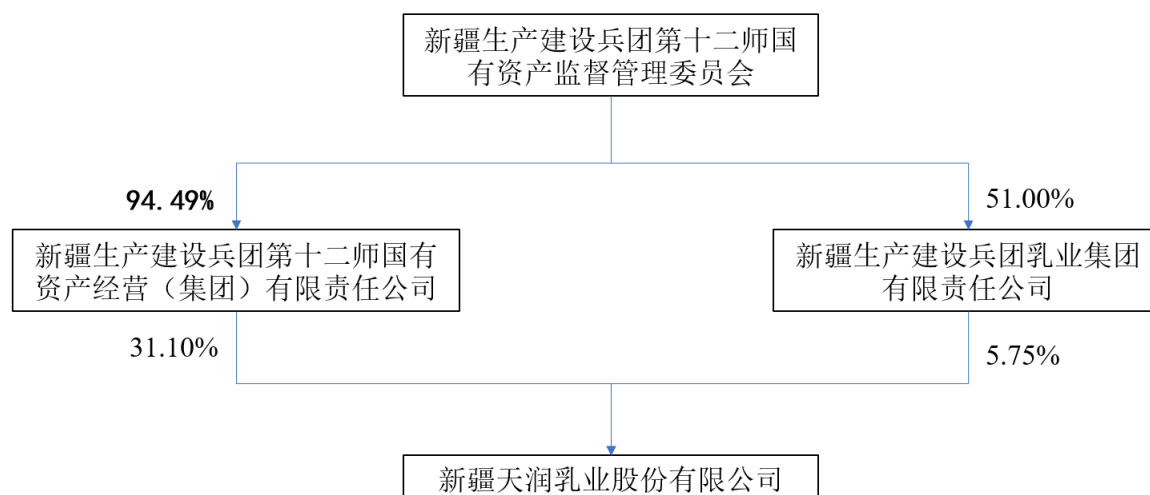 新疆生产建设兵团第十二师国
有资产监督管理委员会
94.49%
51.00%
新疆生产建设兵团第十二师国有
资产经营（集团）有限责任公司
新疆生产建设兵团乳业集团
有限责任公司
31.10%
5.75%
新疆天润乳业股份有限公司